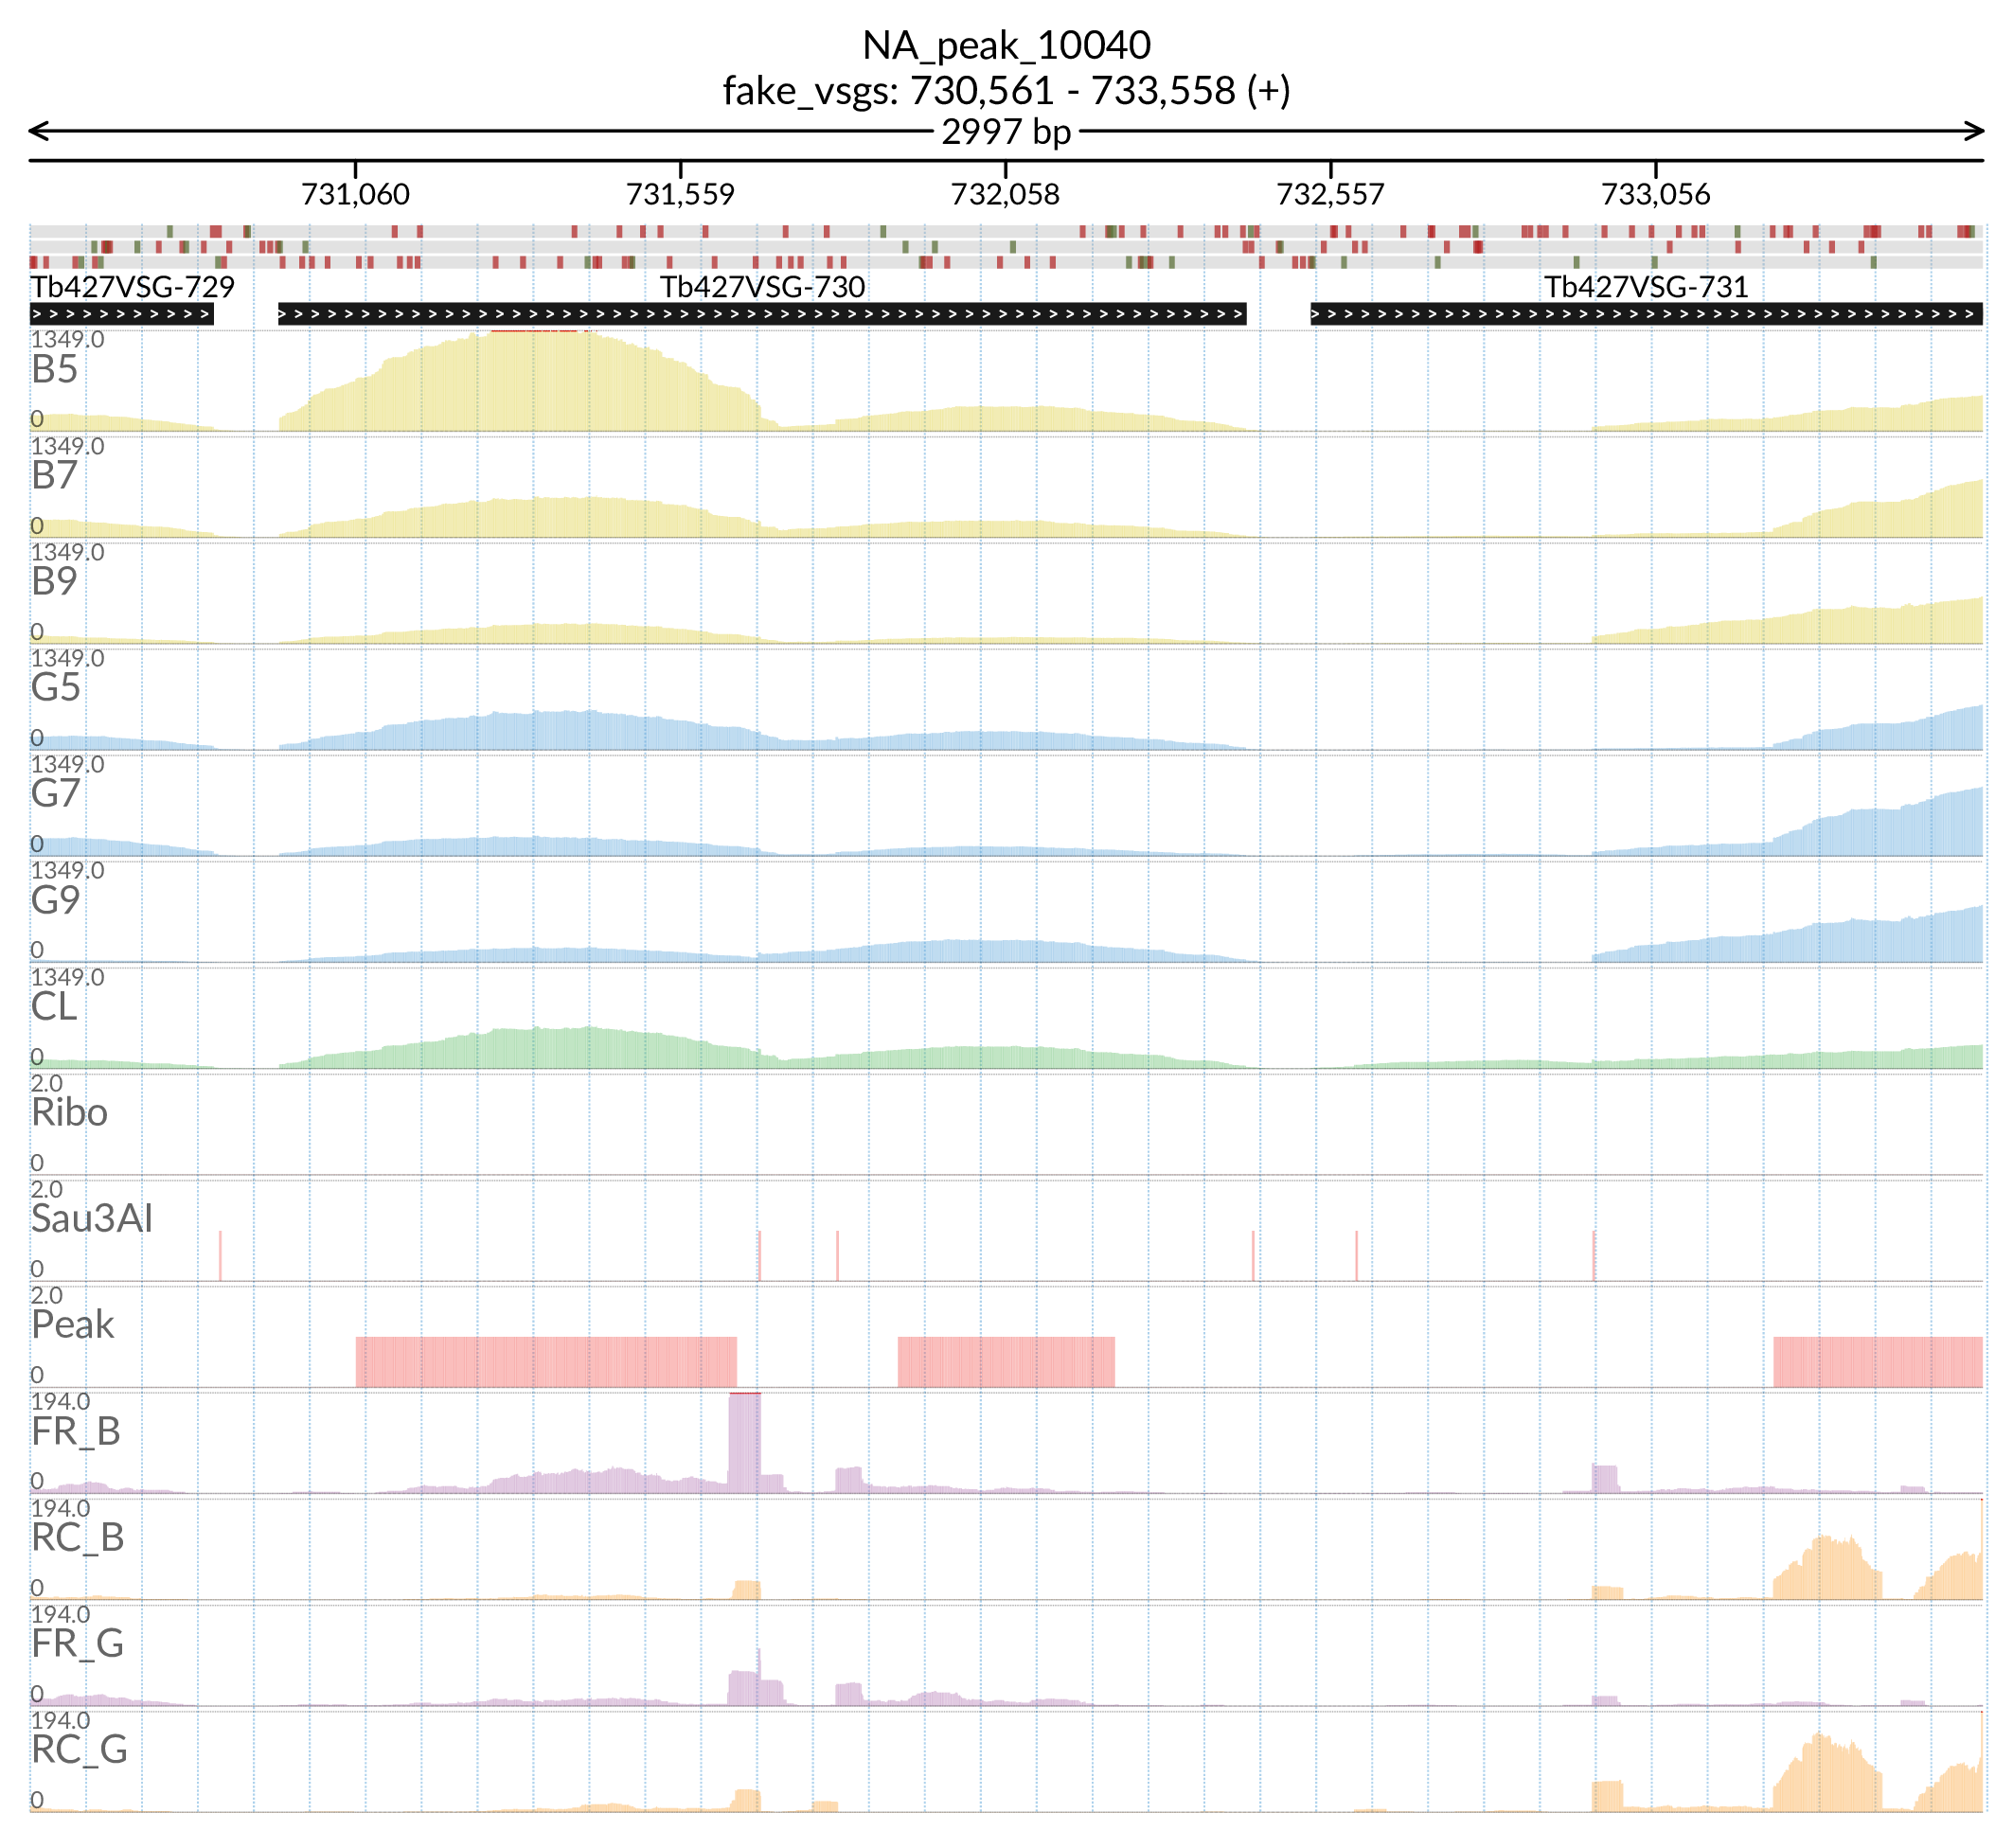 NA_peak_10040
fake_vsgs: 730,561 - 733,558 (+)
2997 bp
731,060 731,559 732,058 732,557 733,056
Tb427VSG-729 Tb427VSG-730 Tb427VSG-731
1349.0
B5
0
1349.0
B7
0
1349.0
B9
0
1349.0
G5
0
1349.0
G7
0
1349.0
G9
0
1349.0
CL
0
2.0
Ribo
0
2.0
Sau3AI
0
2.0
Peak
0
194.0
FR_B
0
194.0
RC_B
0
194.0
FR_G
0
194.0
RC_G
0